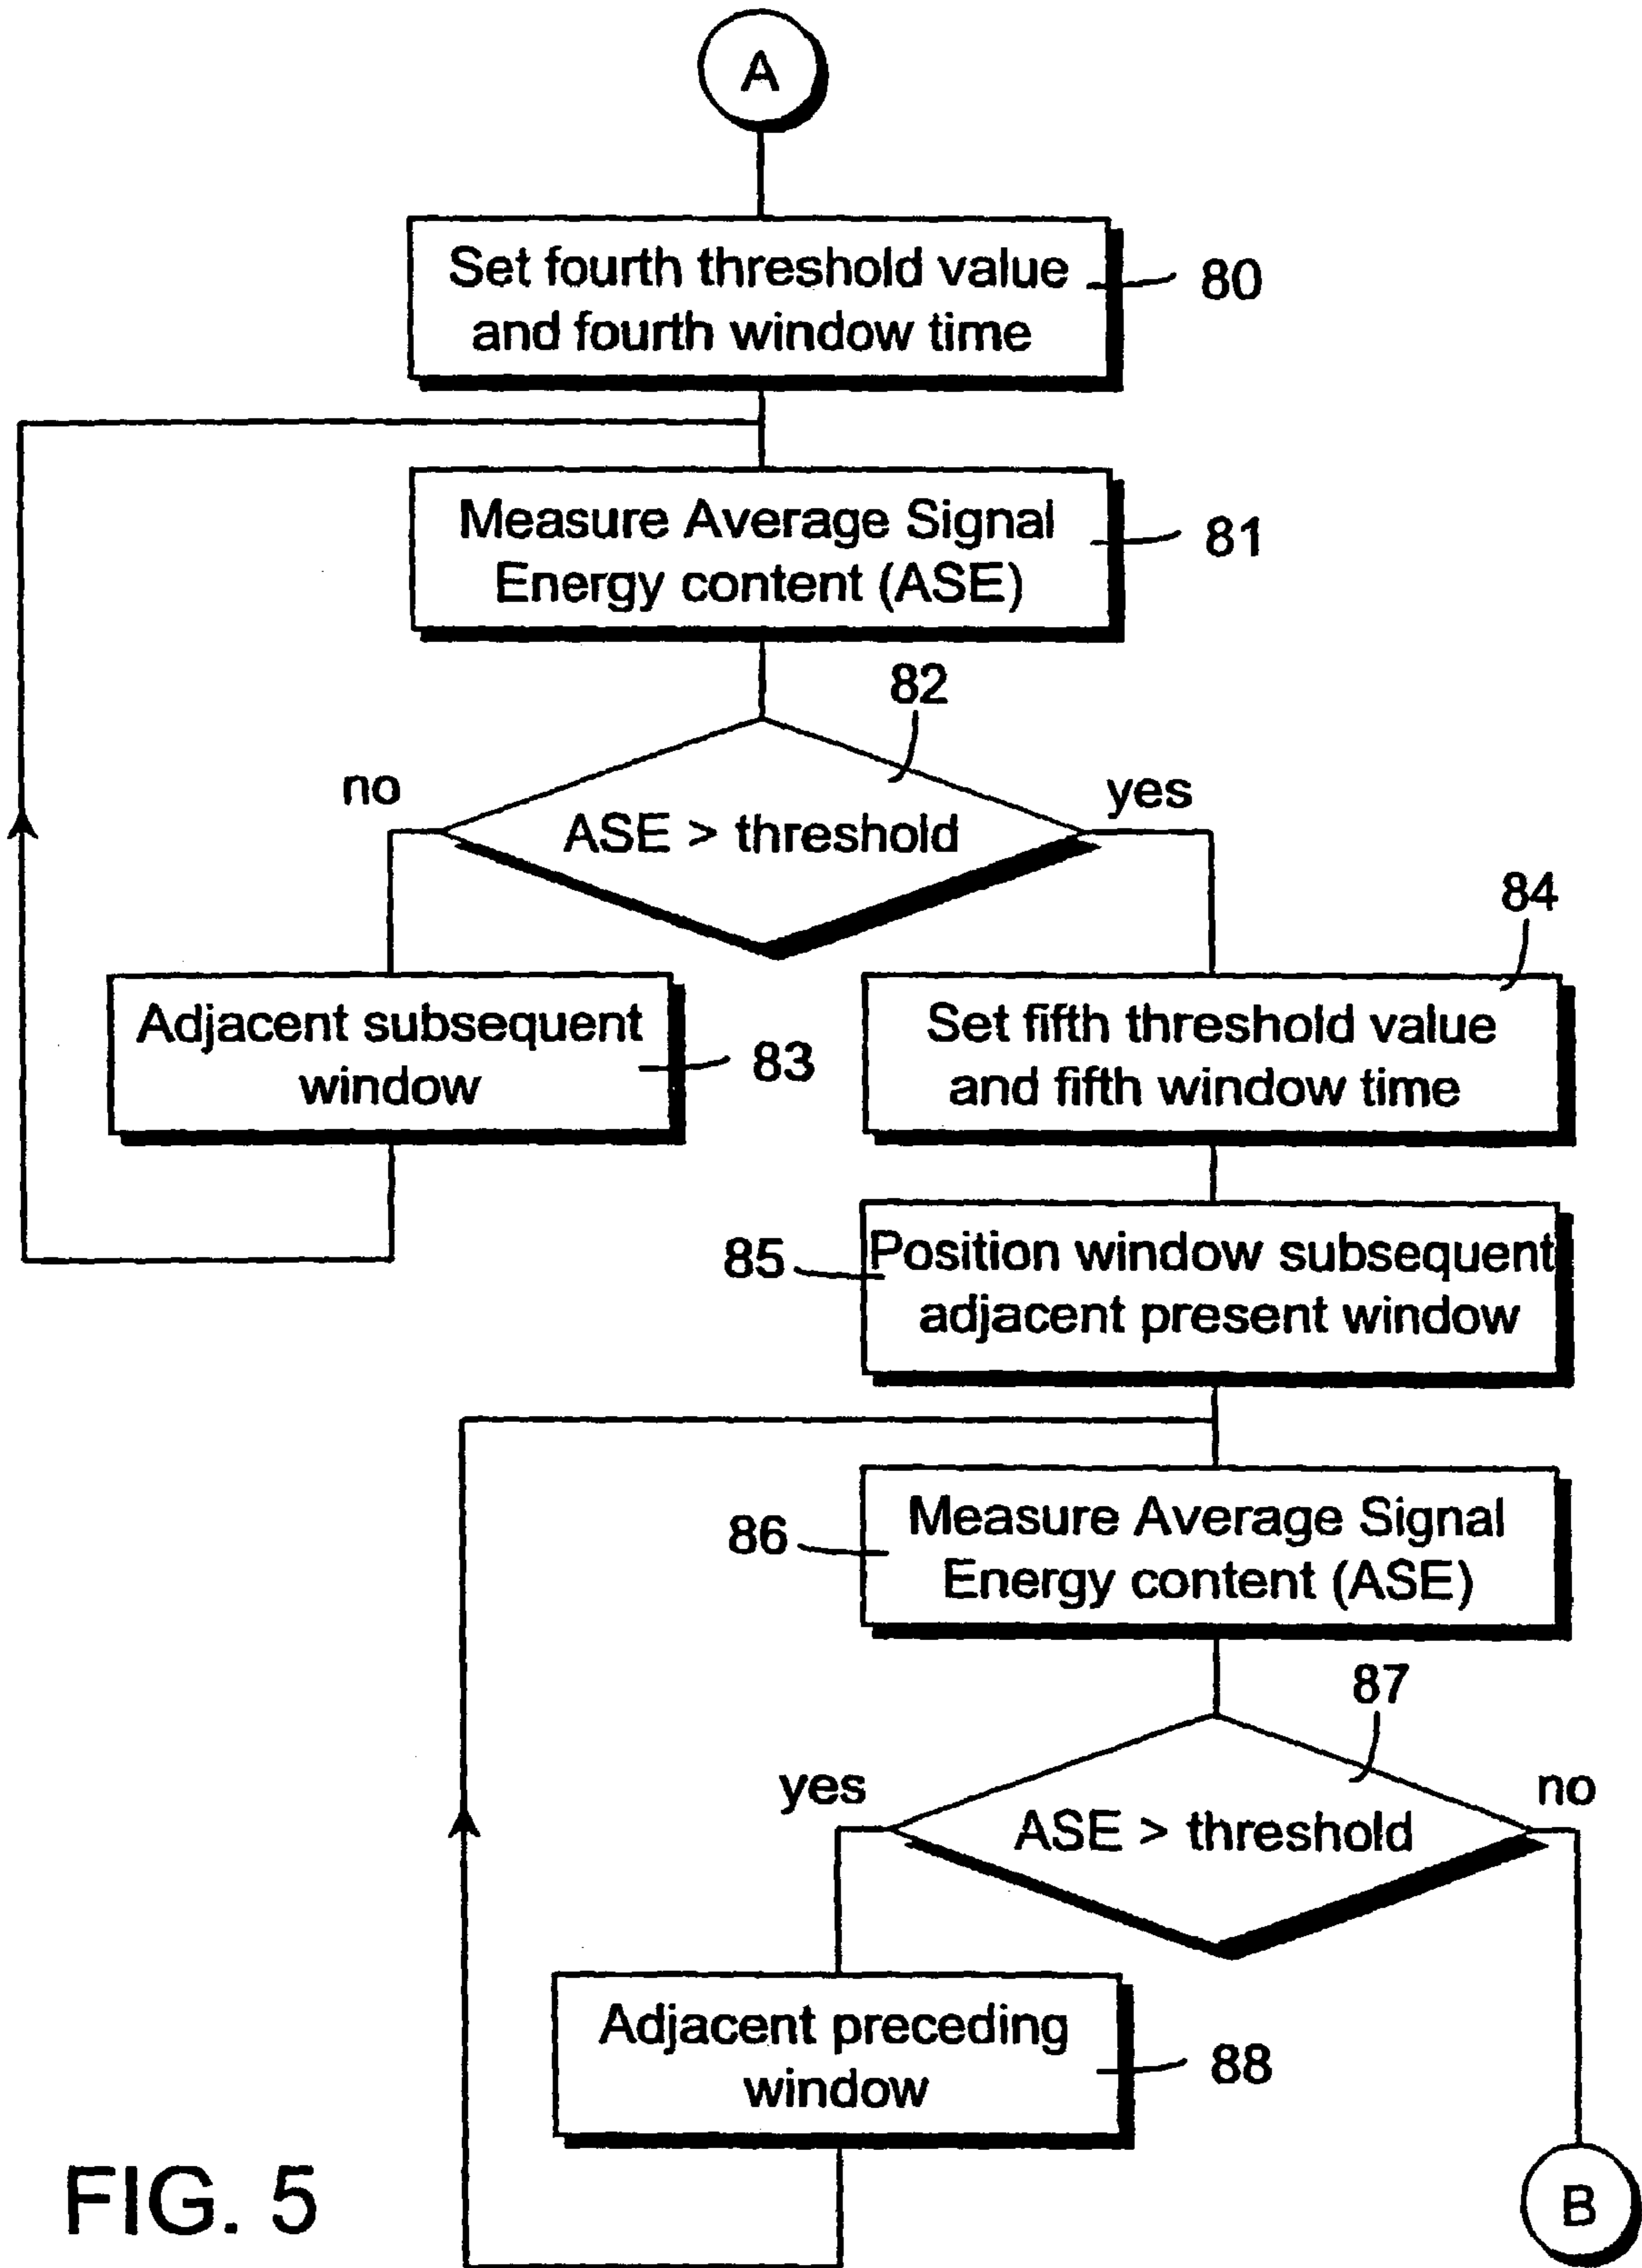 A
Set fourth threshold value
and fourth window time
80
Measure Average Signal
Energy content (ASE)
81
82
no
yes
ASE > threshold
84
Adjacent subsequent
window
83
Set fifth threshold value
and fifth window time
85
Position window subsequent
adjacent present window
86
Measure Average Signal
Energy content (ASE)
87
yes
no
ASE > threshold
Adjacent preceding
window
88
FIG. 5
B